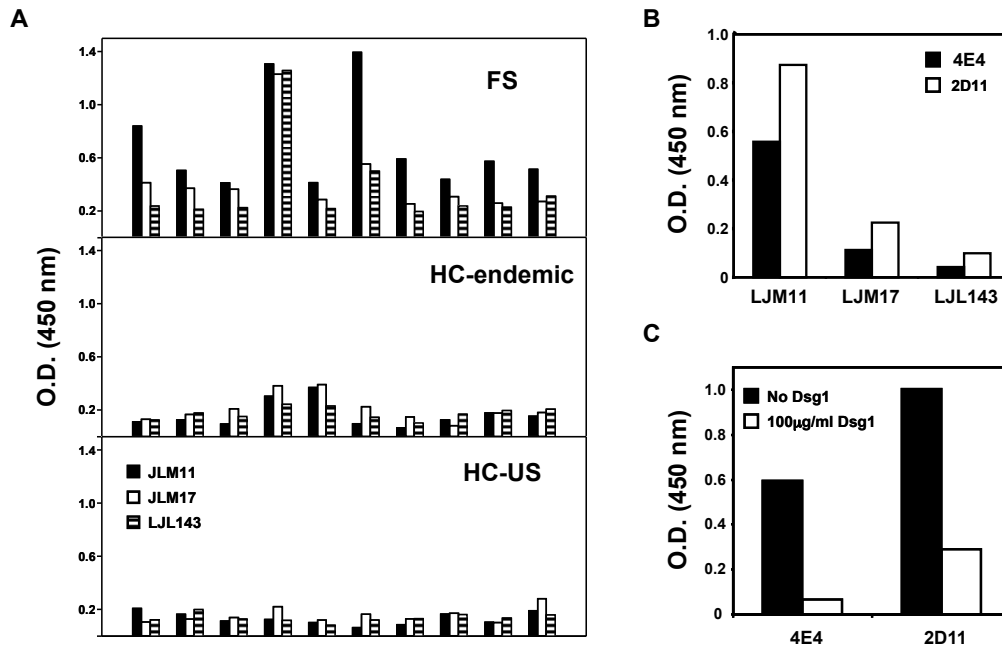 A
O.D. (450 nm)
1.4
1.0
0.6
0.2
FS
1.4
1.0
0.6
0.2
HC-endemic
1.4
1.0
0.6
0.2
HC-US
JLM11
JLM17
LJL143
B
O.D. (450 nm)
1.0
0.8
0.6
0.4
0.2
0
4E4
2D11
LJM11 LJM17 LJL143
C
O.D. (450 nm)
1.0
0.8
0.6
0.4
0.2
0
No Dsg1
100µg/ml Dsg1
4E4 2D11